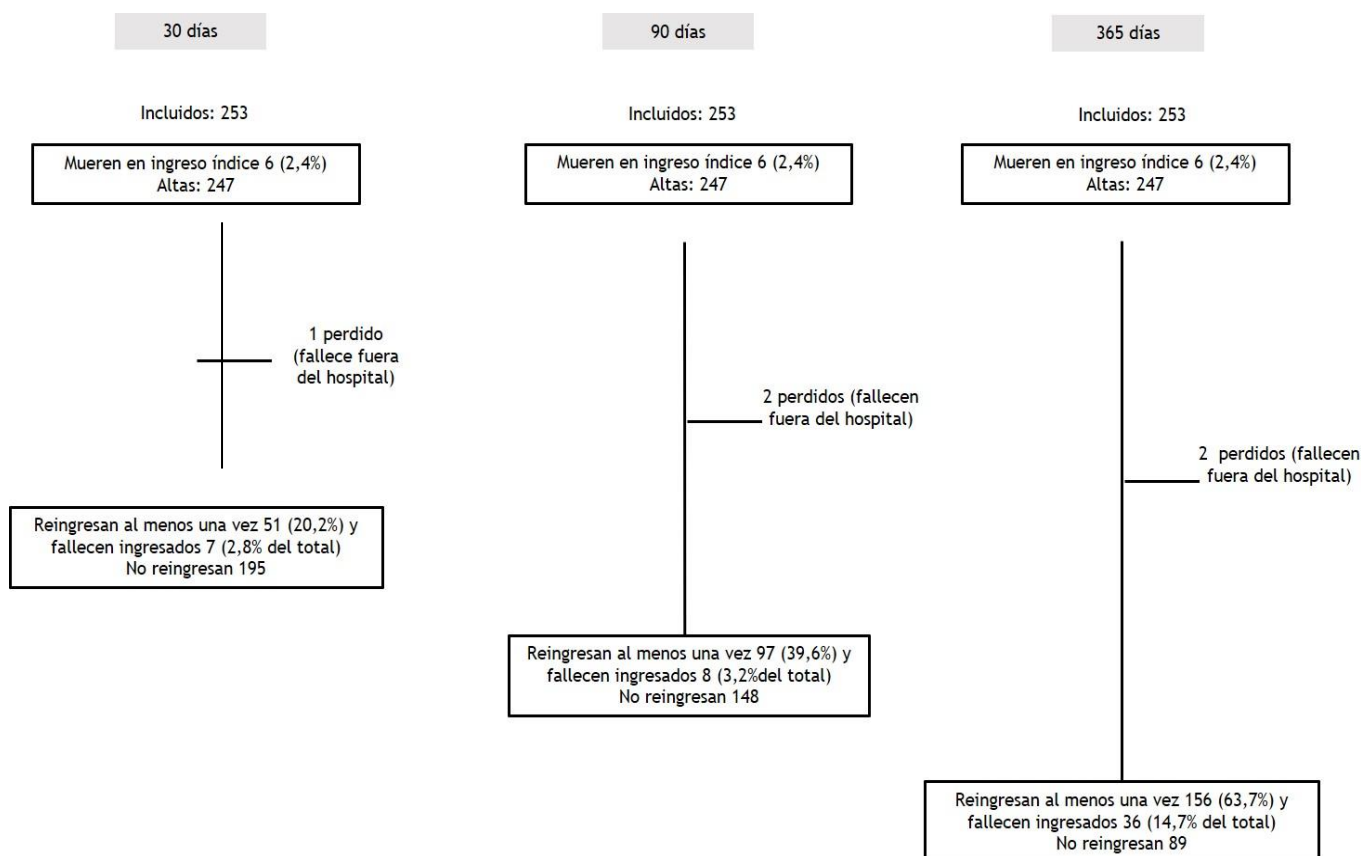 30 días
Incluidos: 253
Mueren en ingreso índice 6 (2,4%)
Altas: 247
1 perdido
(fallece fuera
del hospital)
Reingresan al menos una vez 51 (20,2%) y
fallecen ingresados 7 (2,8% del total)
No reingresan 195
90 días
Incluidos: 253
Mueren en ingreso índice 6 (2,4%)
Altas: 247
2 perdidos (fallecen
fuera del hospital)
Reingresan al menos una vez 97 (39,6%) y
fallecen ingresados 8 (3,2%del total)
No reingresan 148
365 días
Incluidos: 253
Mueren en ingreso índice 6 (2,4%)
Altas: 247
2 perdidos (fallecen
fuera del hospital)
Reingresan al menos una vez 156 (63,7%) y
fallecen ingresados 36 (14,7% del total)
No reingresan 89